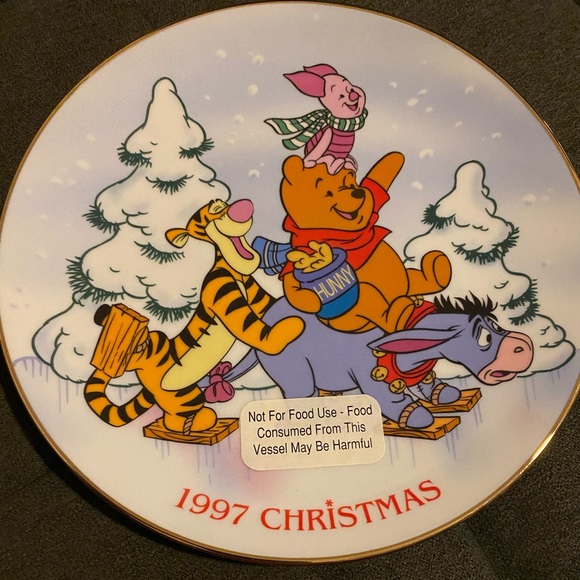 HUNNY
Not For Food Use - Food
Consumed From This
Vessel May Be Harmful
1997 CHRISTMAS